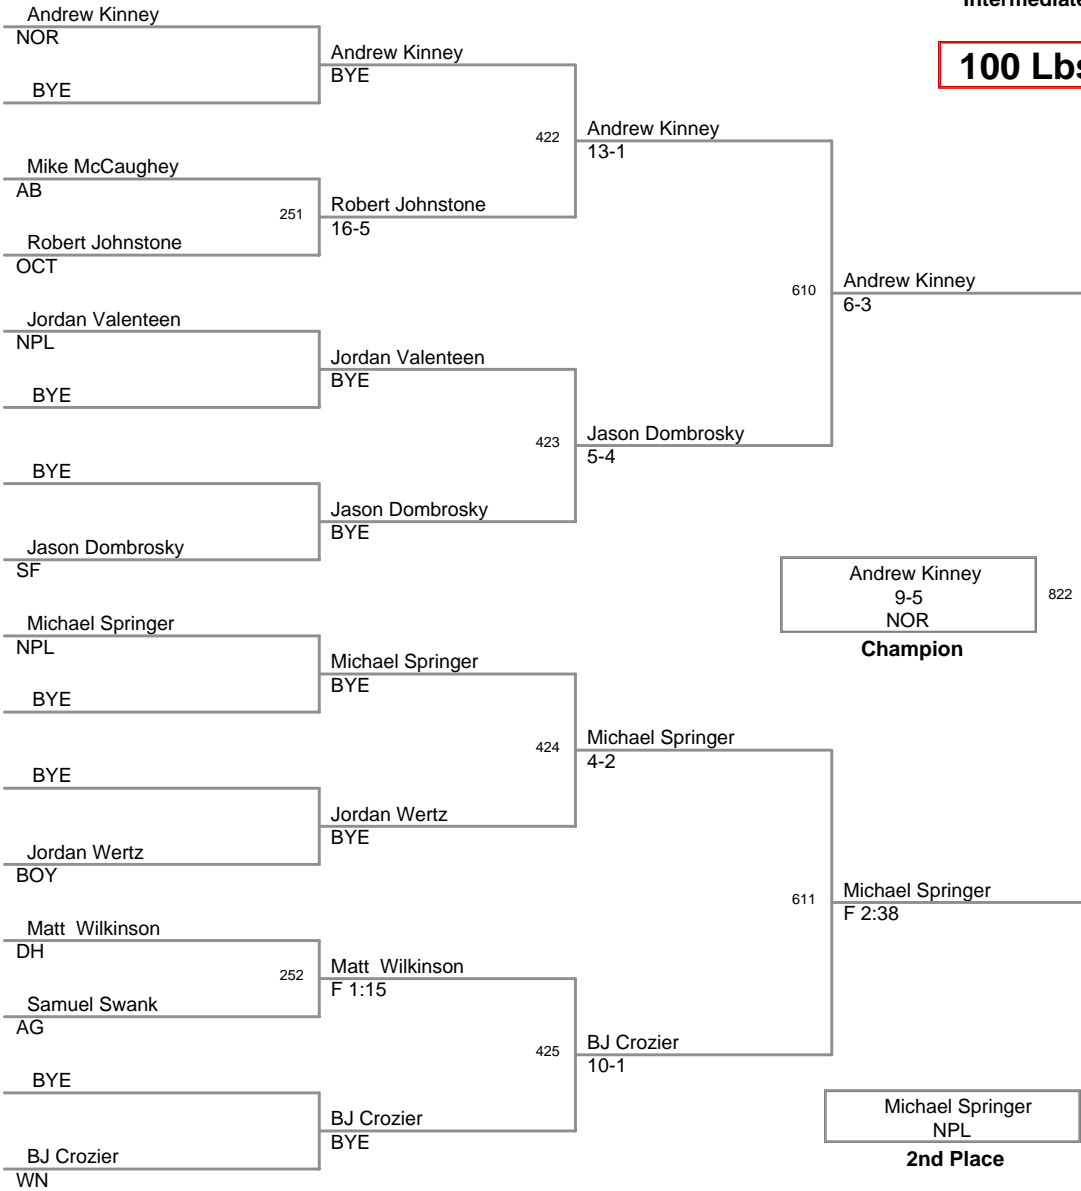 Intermediate
100 Lbs
Andrew Kinney
NOR
BYE
Mike McCaughey
AB
Robert Johnstone
OCT
Jordan Valenteen
NPL
BYE
BYE
Jason Dombrosky
SF
Michael Springer
NPL
BYE
BYE
Jordan Wertz
BOY
Matt Wilkinson
DH
Samuel Swank
AG
BYE
BJ Crozier
WN
Andrew Kinney
BYE
251
Robert Johnstone
16-5
Jordan Valenteen
BYE
Jason Dombrosky
BYE
Michael Springer
BYE
Jordan Wertz
BYE
252
Matt Wilkinson
F 1:15
BJ Crozier
BYE
422
Andrew Kinney
13-1
423
Jason Dombrosky
5-4
424
Michael Springer
4-2
425
BJ Crozier
10-1
610
Andrew Kinney
6-3
611
Michael Springer
F 2:38
Andrew Kinney
9-5
NOR
822
Champion
Michael Springer
NPL
2nd Place